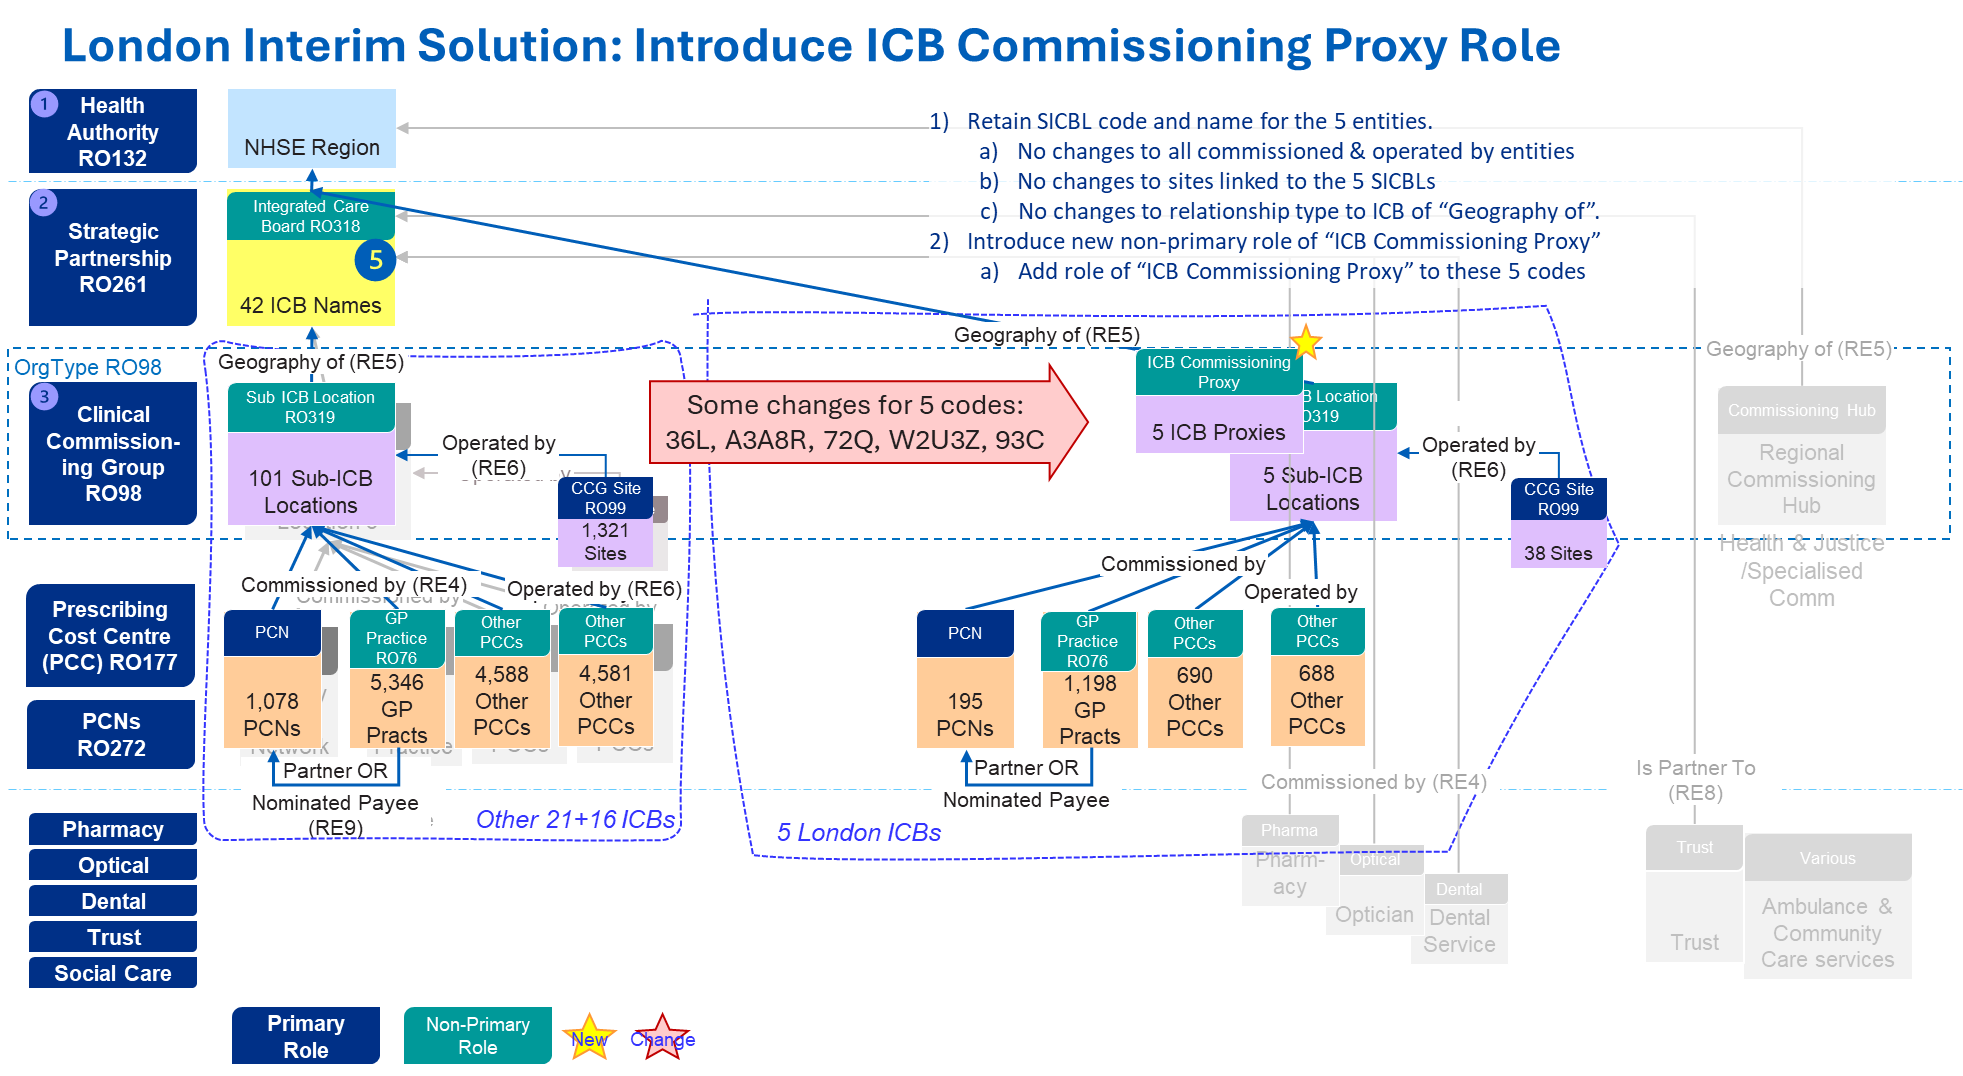 London Interim Solution: Introduce ICB Commissioning Proxy Role
1
Health
Authority
RO132
NHSE Region
1) Retain SICBL code and name for the 5 entities.
a) No changes to all commissioned & operated by entities
b) No changes to sites linked to the 5 SICBLs
c) No changes to relationship type to ICB of “Geography of”.
2) Introduce new non-primary role of “ICB Commissioning Proxy”
a) Add role of “ICB Commissioning Proxy” to these 5 codes
2
Strategic
Partnership
RO261
Integrated Care
Board RO318
5
42 ICB Names
Geography of (RE5)
Geography of (RE5)
Geography of (RE5)
OrgType RO98
3
Clinical
Commission-
ing Group
RO98
Sub ICB Location
RO319
101 Sub-ICB
Locations
Operated by
(RE6)
CCG Site
RO99
1,321
Sites
Some changes for 5 codes:
36L, A3A8R, 72Q, W2U3Z, 93C
ICB Commissioning
Proxy
5 ICB Proxies
B Location
O319
5 Sub-ICB
Locations
Operated by
(RE6)
CCG Site
RO99
38 Sites
Commissioning Hub
Regional
Commissioning
Hub
Health & Justice
/Specialised
Comm
Prescribing
Cost Centre
(PCC) RO177
PCNs
RO272
Commissioned by (RE4)
Operated by (RE6)
PCN
1,078
PCNs
GP
Practice
RO76
5,346
GP
Practs
Other
PCCs
4,588
Other
PCCs
Other
PCCs
4,581
Other
PCCs
Partner OR
Nominated Payee
(RE9)
Other 21+16 ICBs
Commissioned by
Operated by
PCN
195
PCNs
GP
Practice
RO76
1,198
GP
Practs
Other
PCCs
690
Other
PCCs
Other
PCCs
688
Other
PCCs
Partner OR
Nominated Payee
5 London ICBs
Commissioned by (RE4)
Is Partner To
(RE8)
Pharma
Pharm-
acy
Optical
Optician
Dental
Dental
Service
Trust
Trust
Various
Ambulance &
Community
Care services
Pharmacy
Optical
Dental
Trust
Social Care
Primary
Role
Non-Primary
Role
New
Change